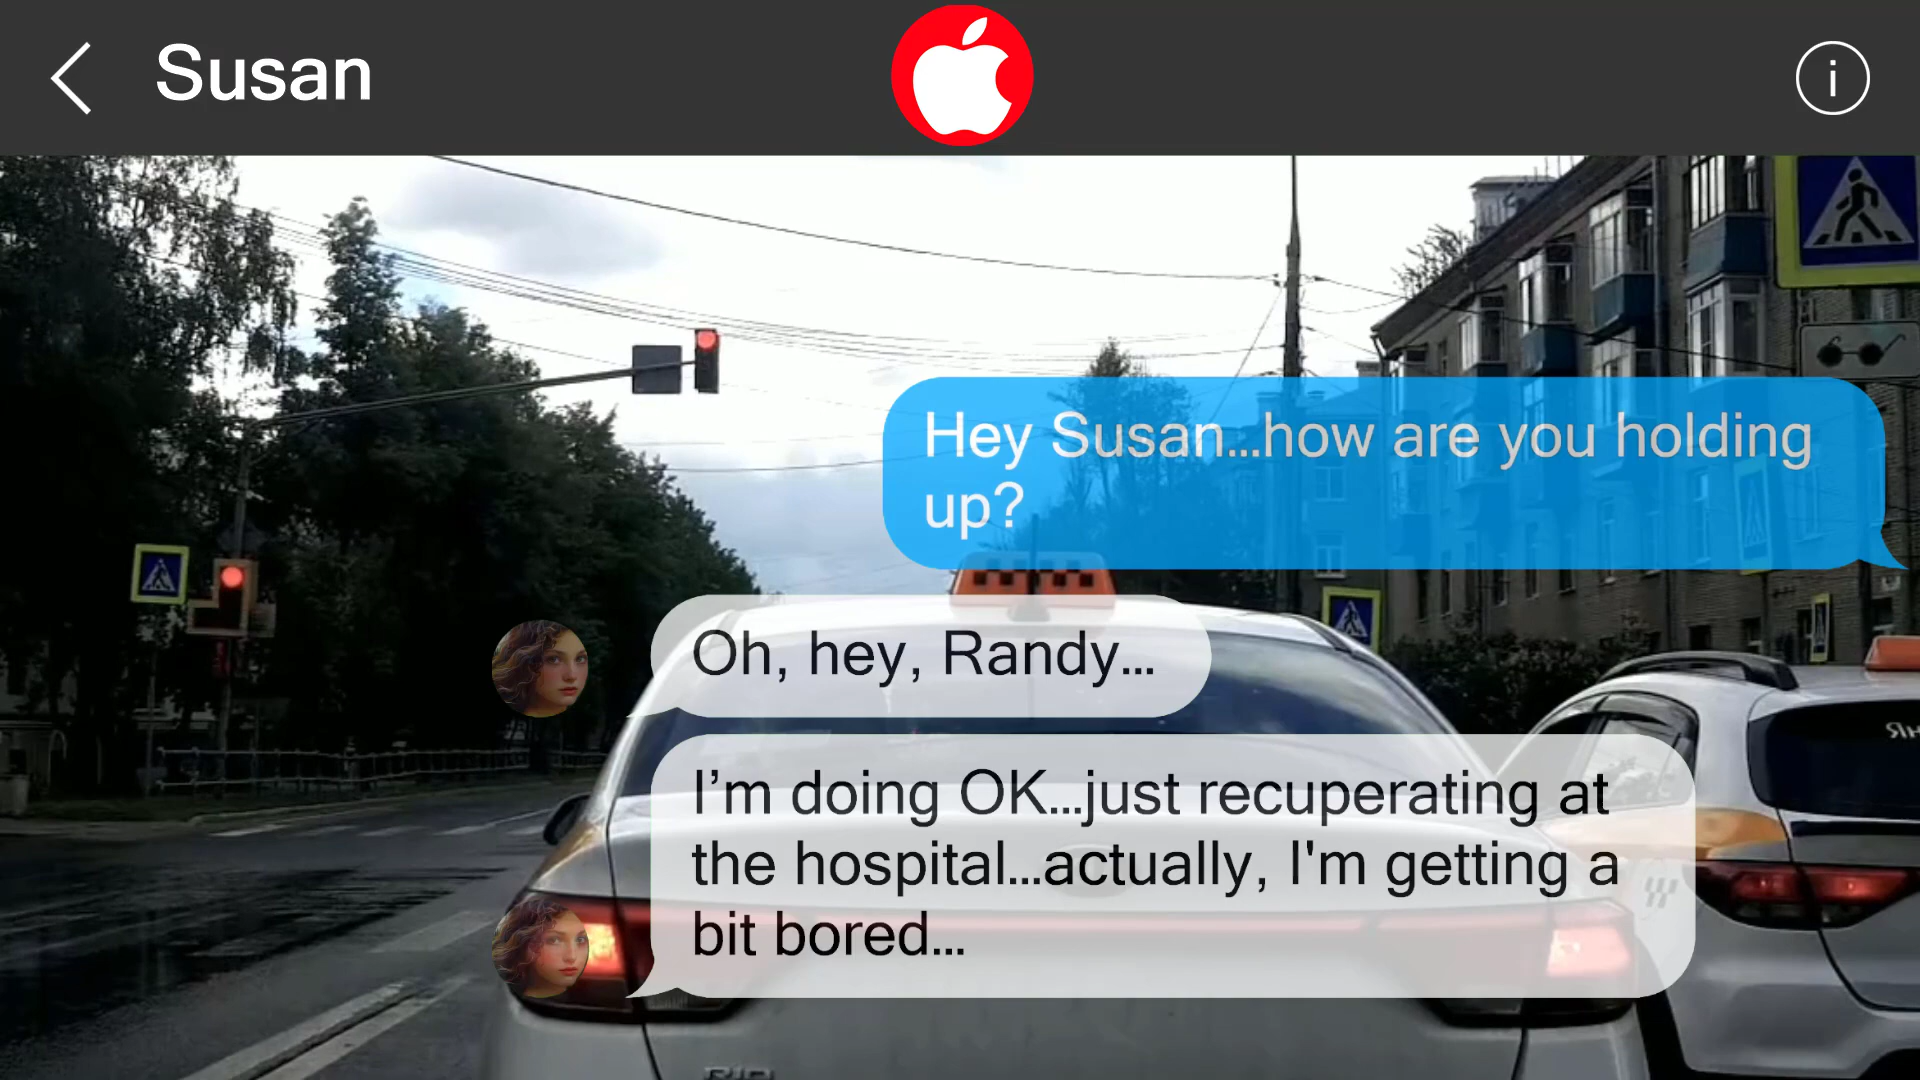 Susan
i
Hey Susan...how are you holding
up?
Oh, hey, Randy...
I’m doing OK...just recuperating at
the hospital...actually, I'm getting a
bit bored...
RIO